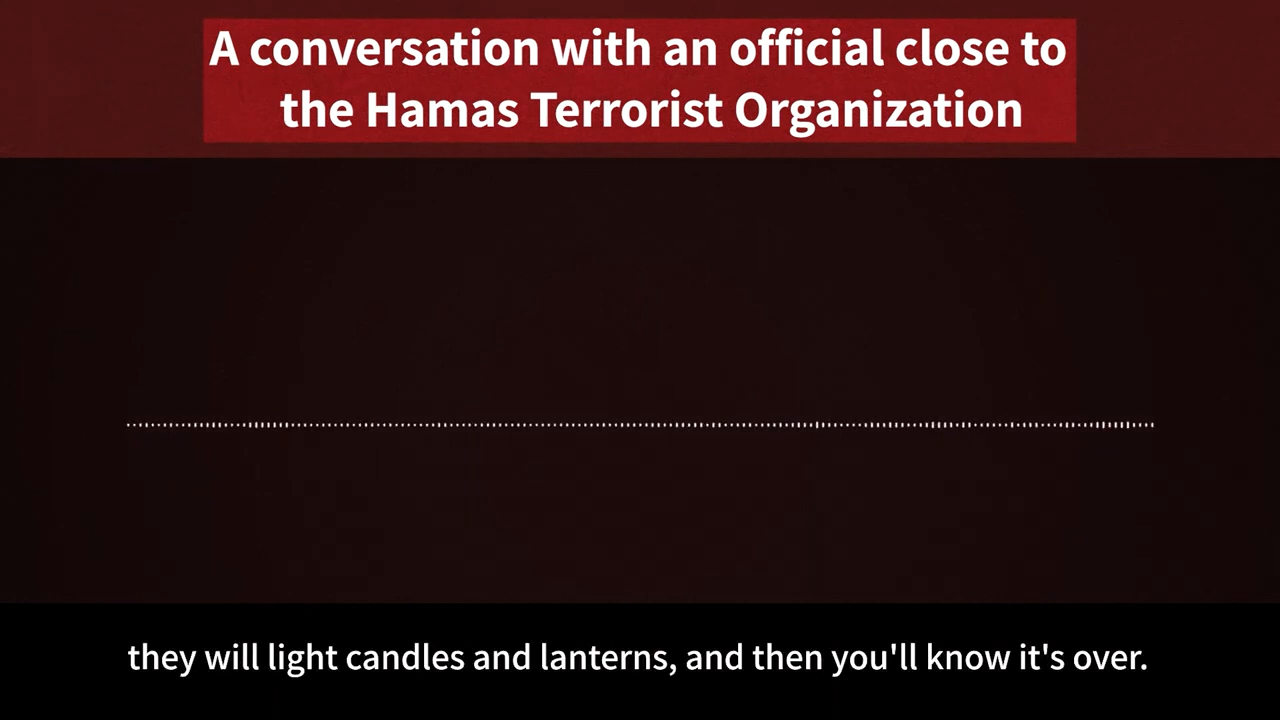 A conversation with an official close to
the Hamas Terrorist Organization
they will light candles and lanterns, and then you'll know it's over.